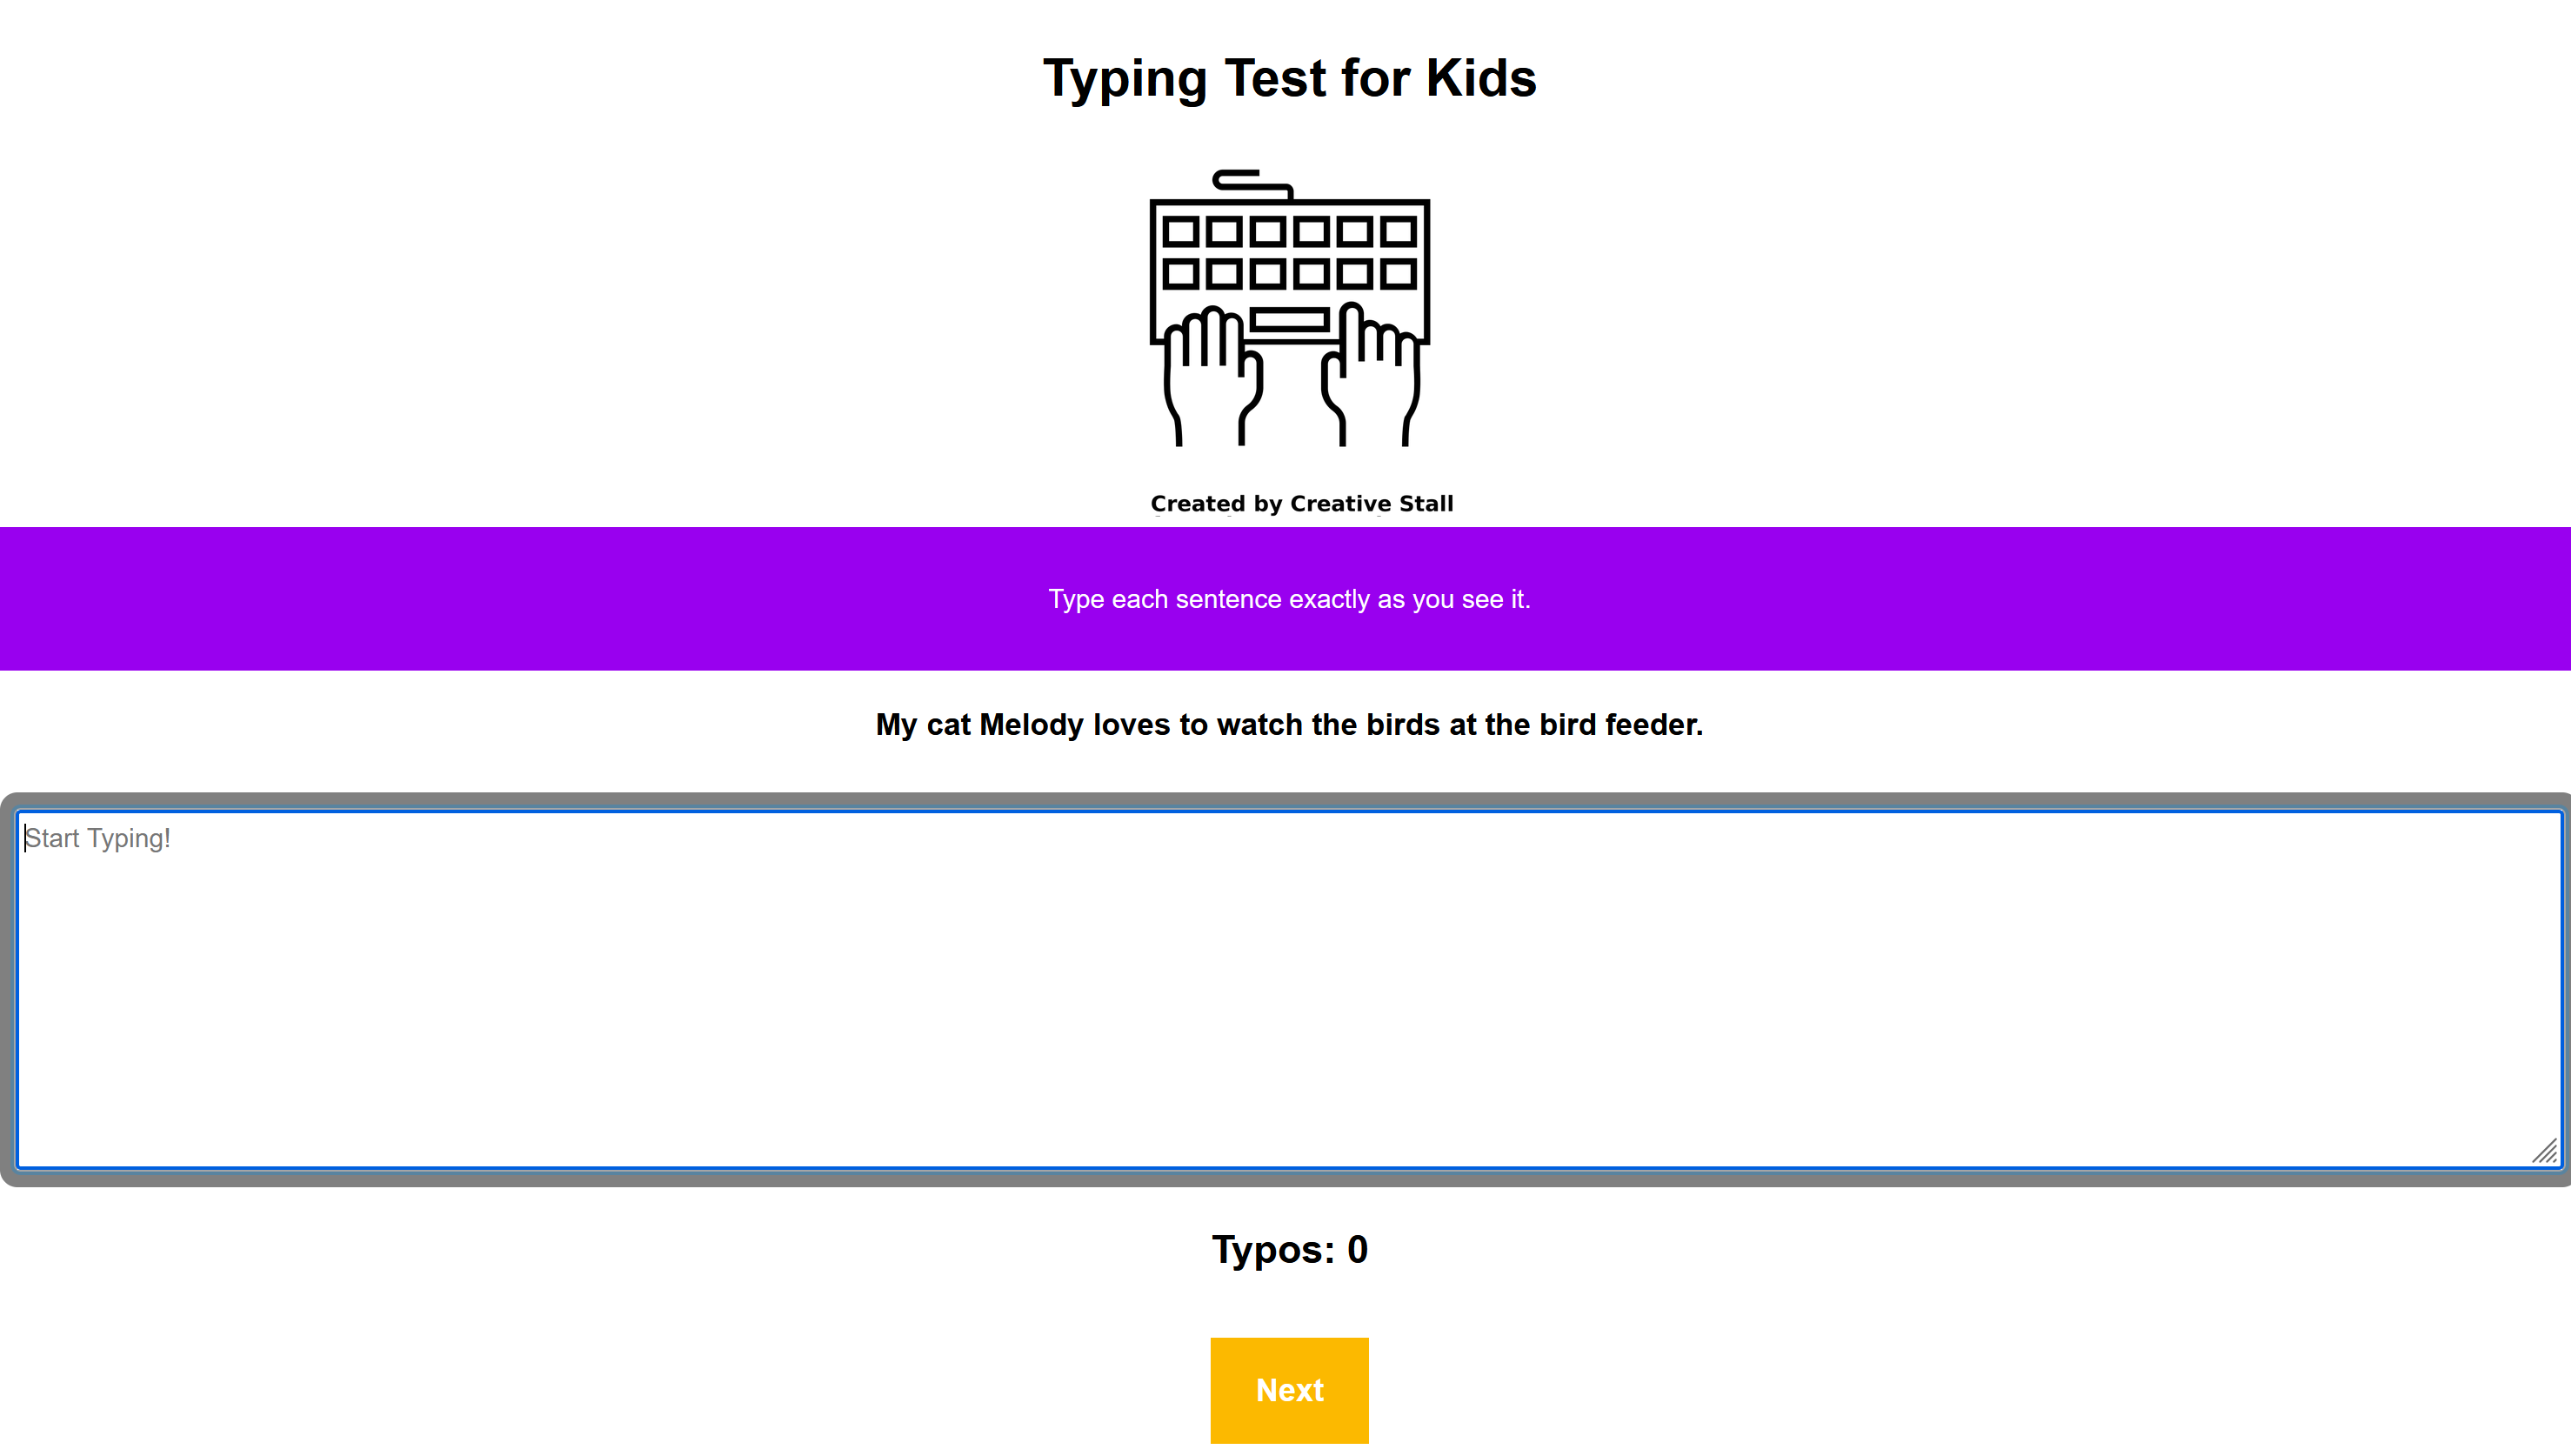 Typing Test for Kids
Created by Creative Stall
Type each sentence exactly as you see it.
My cat Melody loves to watch the birds at the bird feeder.
Start Typing!
Typos: 0
Next